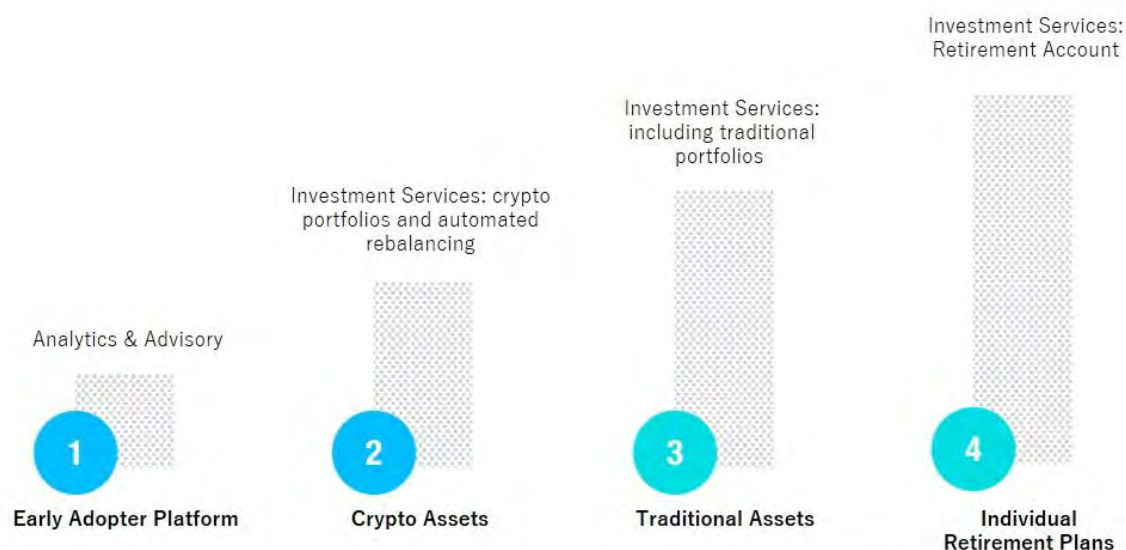 Investment Services:
Retirement Account
Investment Services:
including traditional
portfolios
Investment Services: crypto
portfolios and automated
rebalancing
Analytics & Advisory
1
2
3
4
Early Adopter Platform
Crypto Assets
Traditional Assets
Individual
Retirement Plans